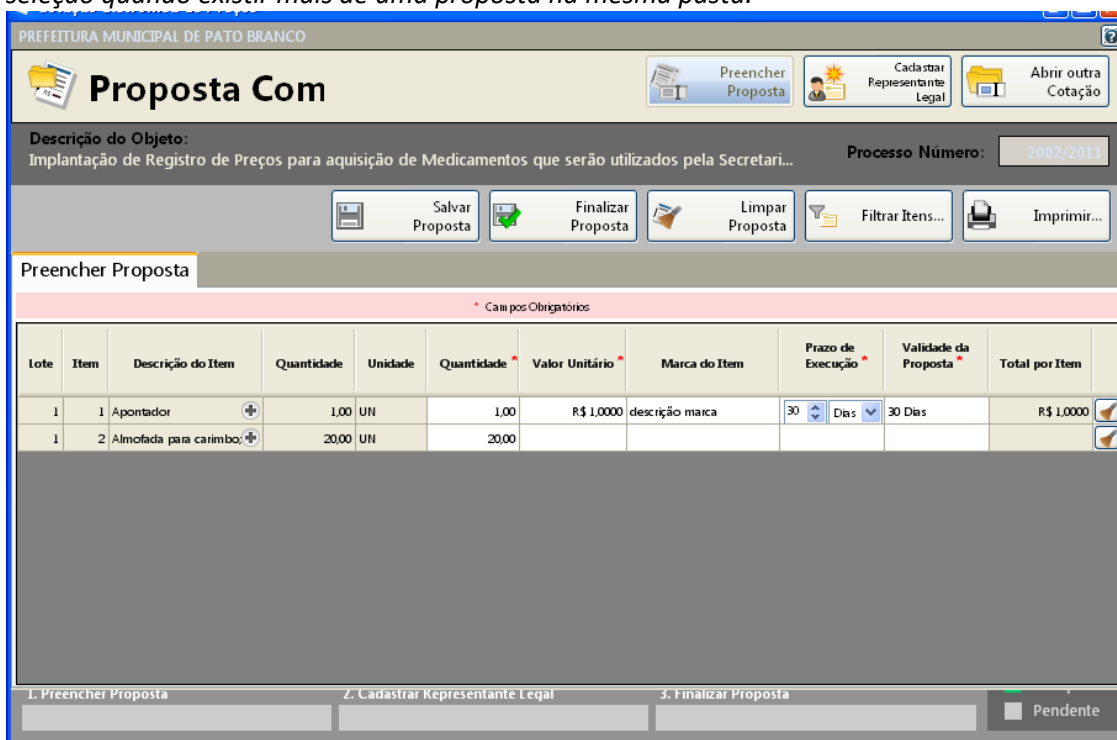 seleção quando existir mais de uma proposta na mesma pasta.
PREFEITURA MUNICIPAL DE PATO BRANCO
Proposta Com
Preencher
Proposta
Cadastrar
Representante
Legal
Abrir outra
Cotação
Descrição do Objeto:
Implantação de Registro de Preços para aquisição de Medicamentos que serão utilizados pela Secretari...
Processo Número:
2002/2011
Salvar
Proposta
Finalizar
Proposta
Limpar
Proposta
Filtrar Itens...
Imprimir...
Preencher Proposta
* Campos Obrigatórios
Lote Item Descrição do Item Quantidade Unidade Quantidade * Valor Unitário * Marca do Item Prazo de Execução * Validade da Proposta * Total por Item
1 1 Apontador 1,00 UN 1,00 R$ 1,0000 descrição marca 30 Dias 30 Dias R$ 1,0000
1 2 Almofada para carimbo; 20,00 UN 20,00
1. Preencher Proposta
2. Cadastrar Representante Legal
3. Finalizar Proposta
Pendente